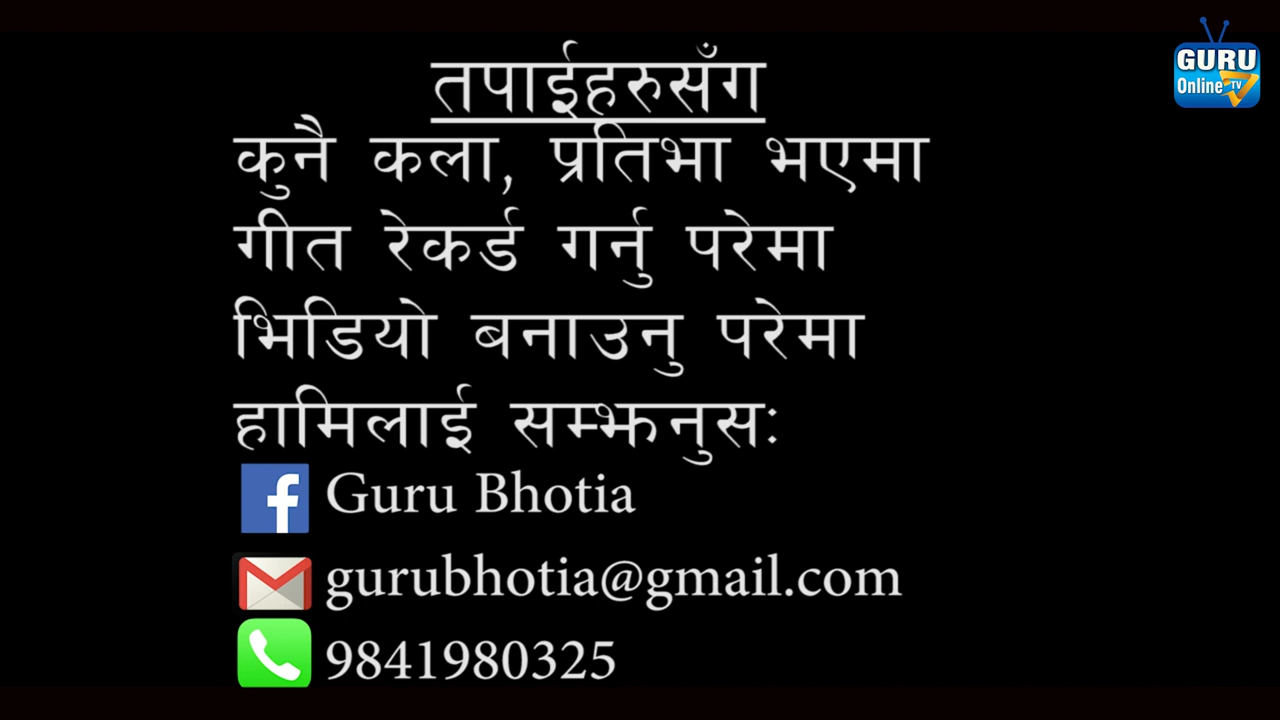 तपाईहरुसँग
कुनै कला, प्रतिभा भएमा
गीत रेकर्ड गर्नु परेमा
भिडियो बनाउनु परेमा
हामिलाई सम्झनुसः
Guru Bhotia
gurubhotia@gmail.com
9841980325
GURU
Online TV